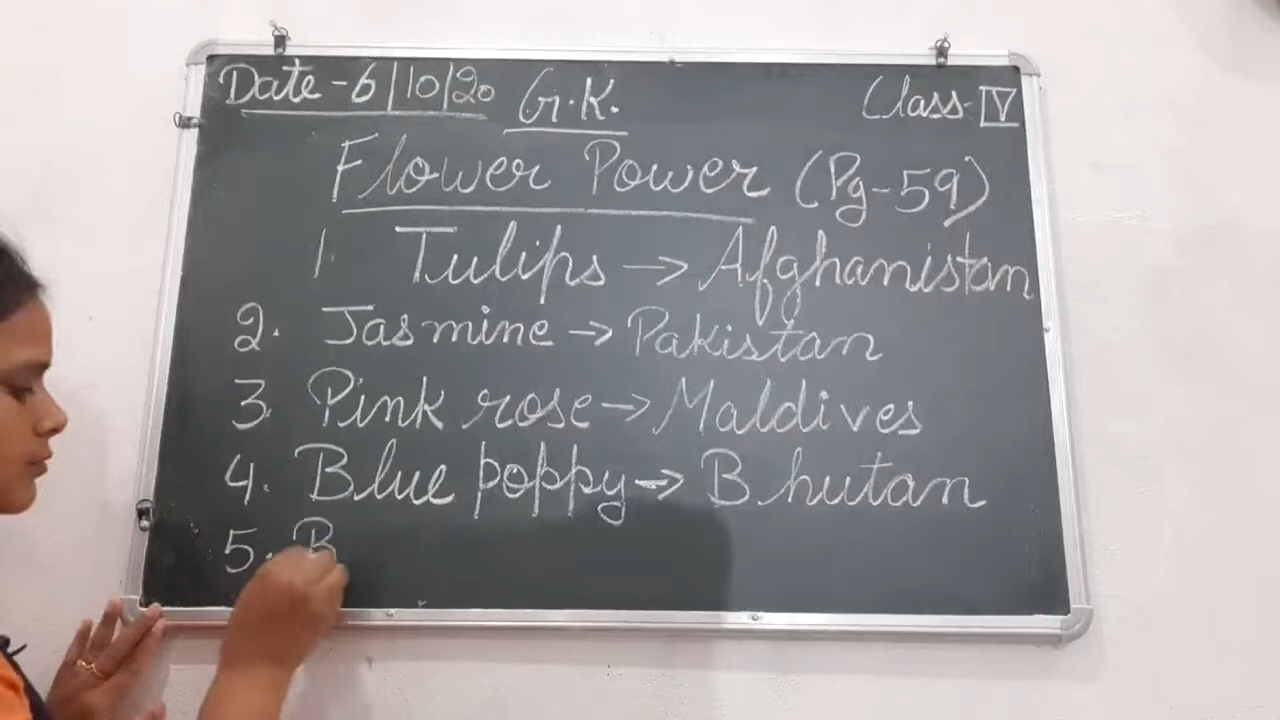 Date-6/10/20 G.K. Class-V
Flower Power (Pg-59)
1. Tulips → Afghanistan
2. Jasmine → Pakistan
3. Pink rose → Maldives
4. Blue poppy → Bhutan
5. B